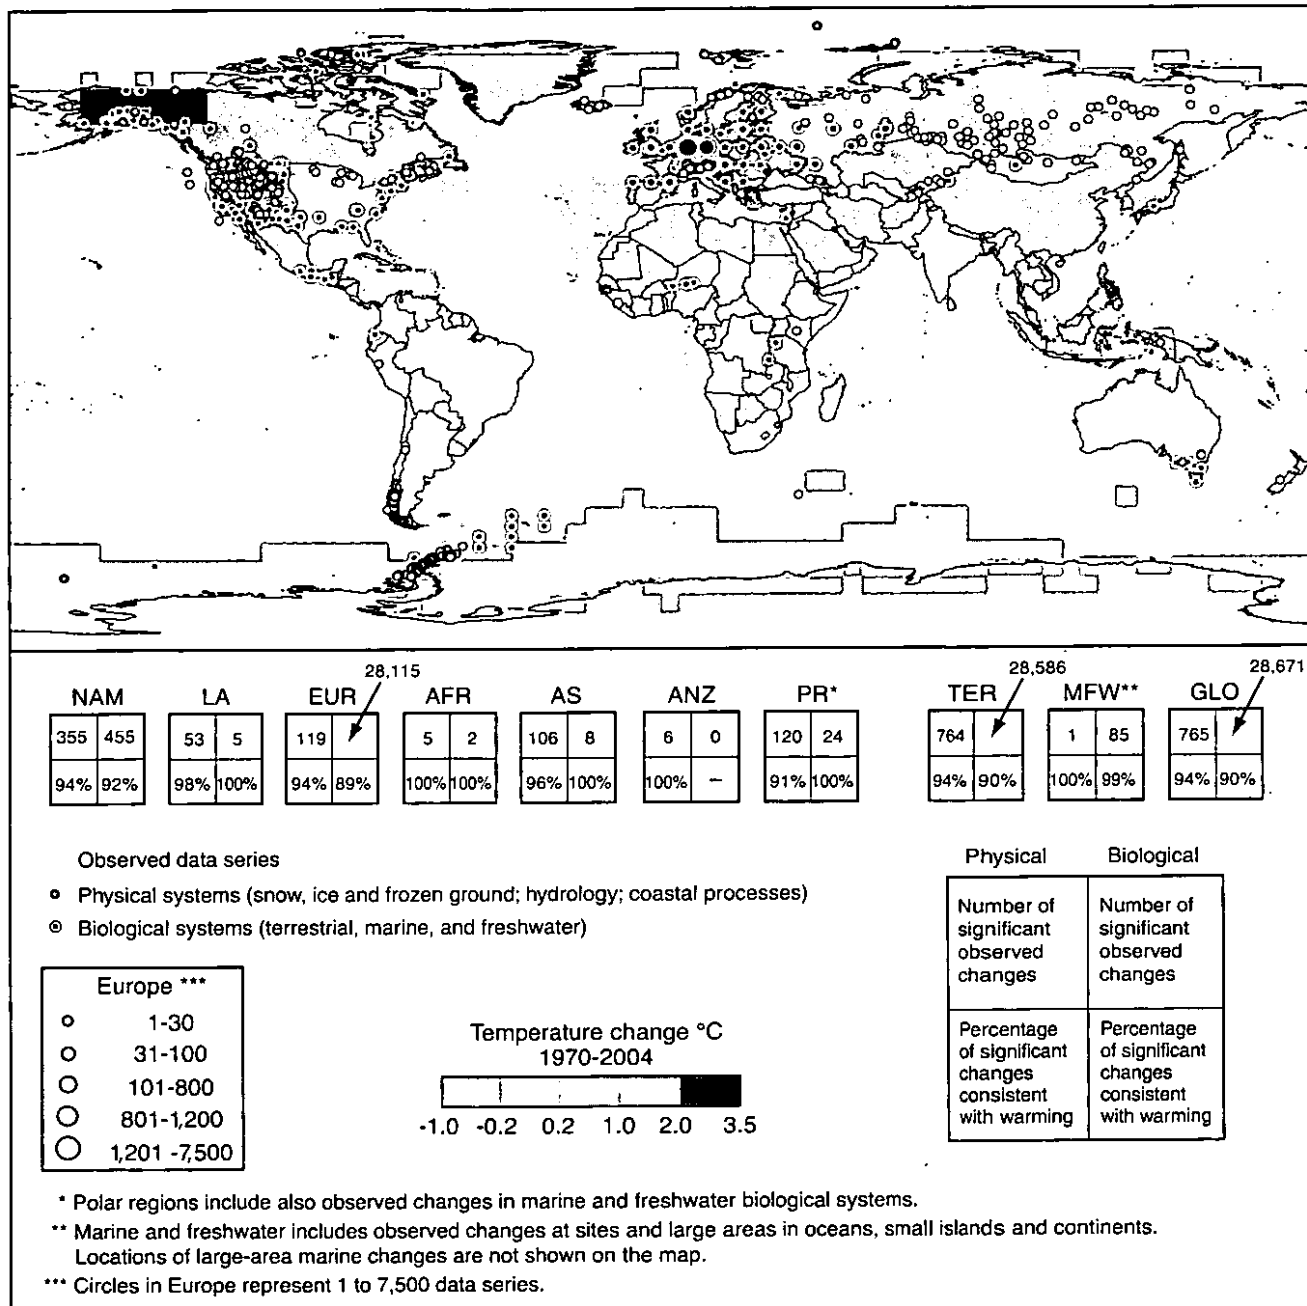 28,115
28,586
28,671
NAM LA EUR AFR AS ANZ PR* TER MFW** GLO
355 455 53 5 119 5 2 106 8 6 0 120 24 764 1 85 765
94% 92% 98% 100% 94% 89% 100% 100% 96% 100% 100% – 91% 100% 94% 90% 100% 99% 94% 90%
Observed data series
Physical systems (snow, ice and frozen ground; hydrology; coastal processes)
Biological systems (terrestrial, marine, and freshwater)
Physical Biological
Number of significant observed changes
Number of significant observed changes
Percentage of significant changes consistent with warming
Percentage of significant changes consistent with warming
Europe ***
1-30
31-100
101-800
801-1,200
1,201 -7,500
Temperature change °C
1970-2004
-1.0 -0.2 0.2 1.0 2.0 3.5
* Polar regions include also observed changes in marine and freshwater biological systems.
** Marine and freshwater includes observed changes at sites and large areas in oceans, small islands and continents.
Locations of large-area marine changes are not shown on the map.
*** Circles in Europe represent 1 to 7,500 data series.